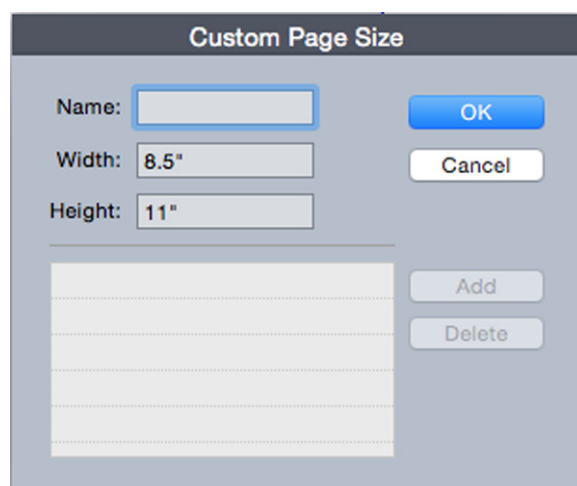 Custom Page Size
Name:
OK
Width: 8.5"
Cancel
Height: 11"
Add
Delete